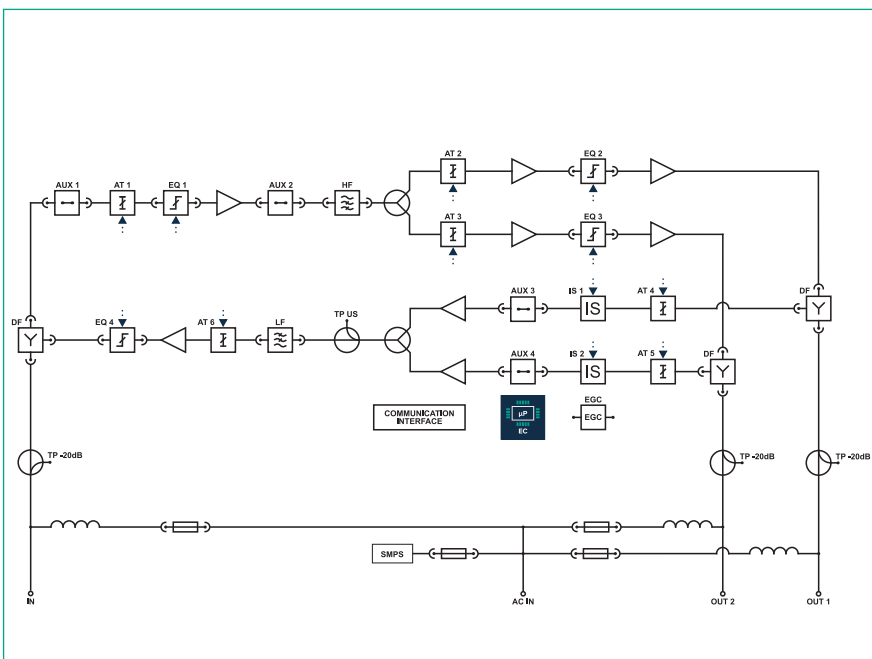 AT 2
EQ 2
AUX 1
AT 1
EQ 1
AUX 2
HF
AT 3
EQ 3
AUX 3
IS 1
IS
AT 4
DF
TP US
DF
EQ 4
AT 6
LF
AUX 4
IS 2
IS
AT 5
DF
COMMUNICATION
INTERFACE
µP
EC
EGC
EGC
TP -20dB
TP -20dB
TP -20dB
SMPS
IN
AC IN
OUT 2
OUT 1